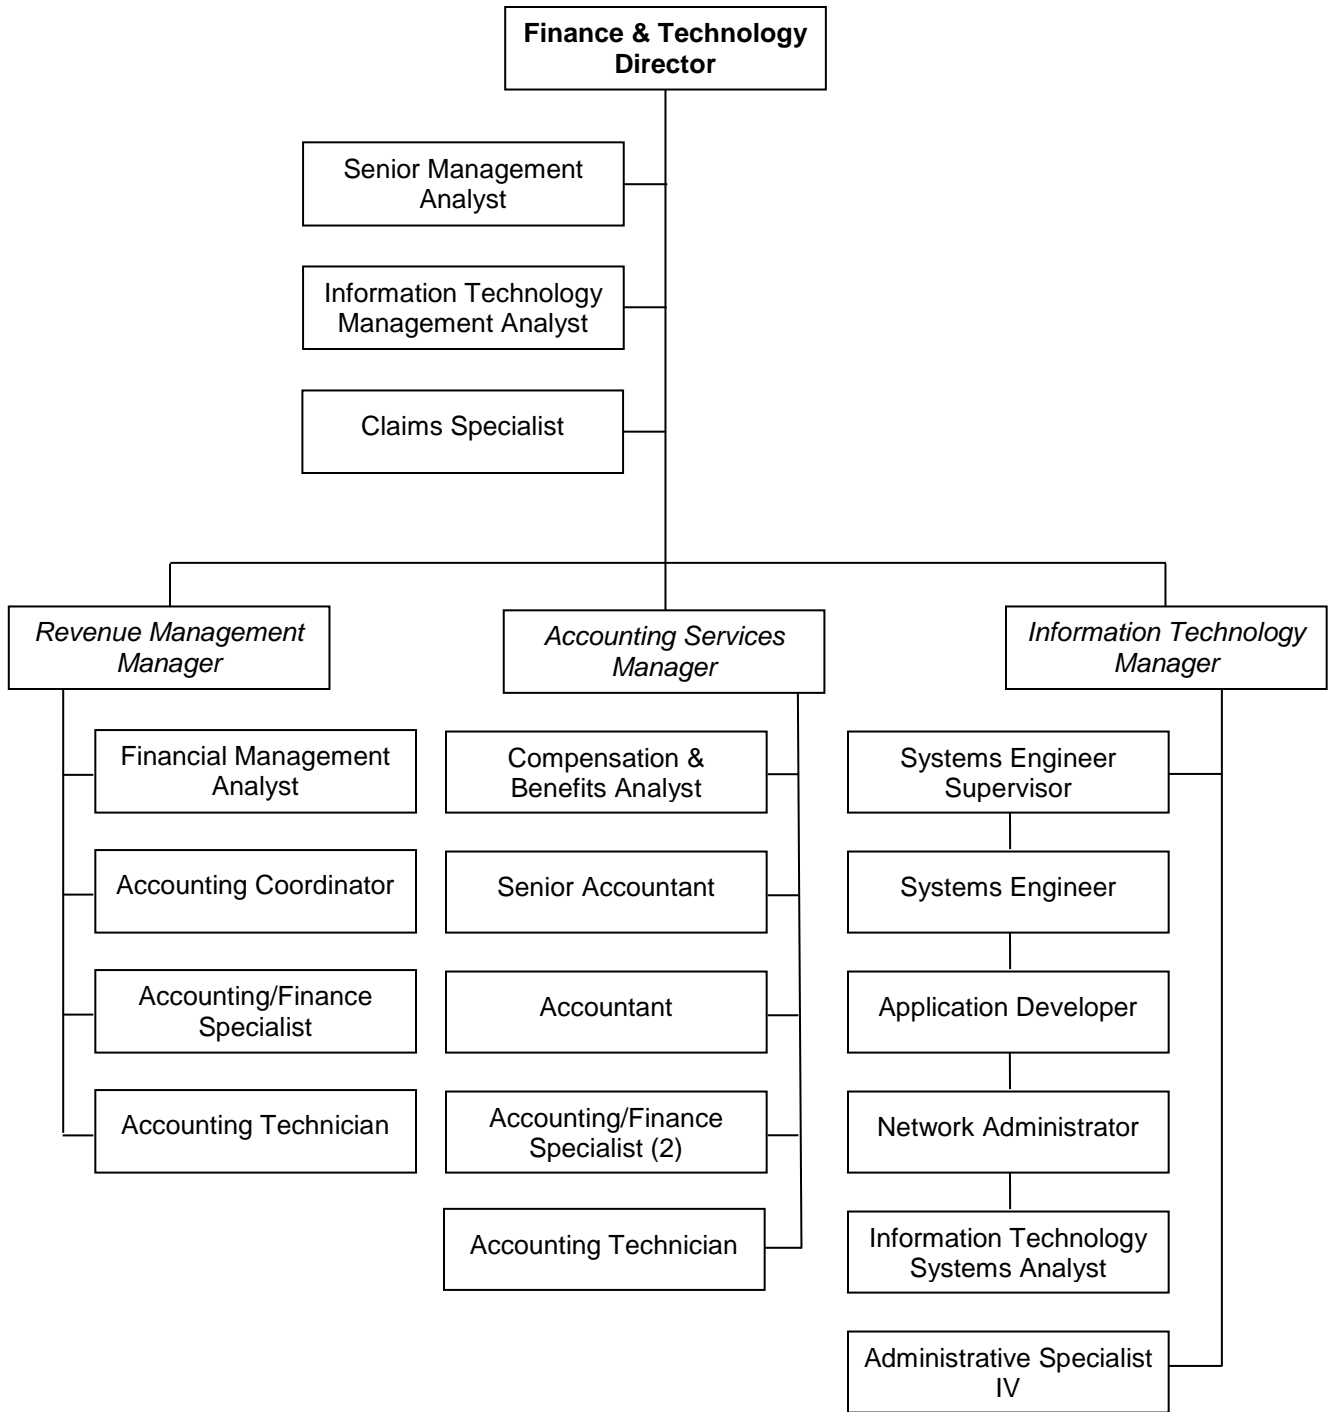 Finance & Technology
Director
Senior Management
Analyst
Information Technology
Management Analyst
Claims Specialist
Revenue Management
Manager
Accounting Services
Manager
Information Technology
Manager
Financial Management
Analyst
Accounting Coordinator
Accounting/Finance
Specialist
Accounting Technician
Compensation &
Benefits Analyst
Senior Accountant
Accountant
Accounting/Finance
Specialist (2)
Accounting Technician
Systems Engineer
Supervisor
Systems Engineer
Application Developer
Network Administrator
Information Technology
Systems Analyst
Administrative Specialist
IV